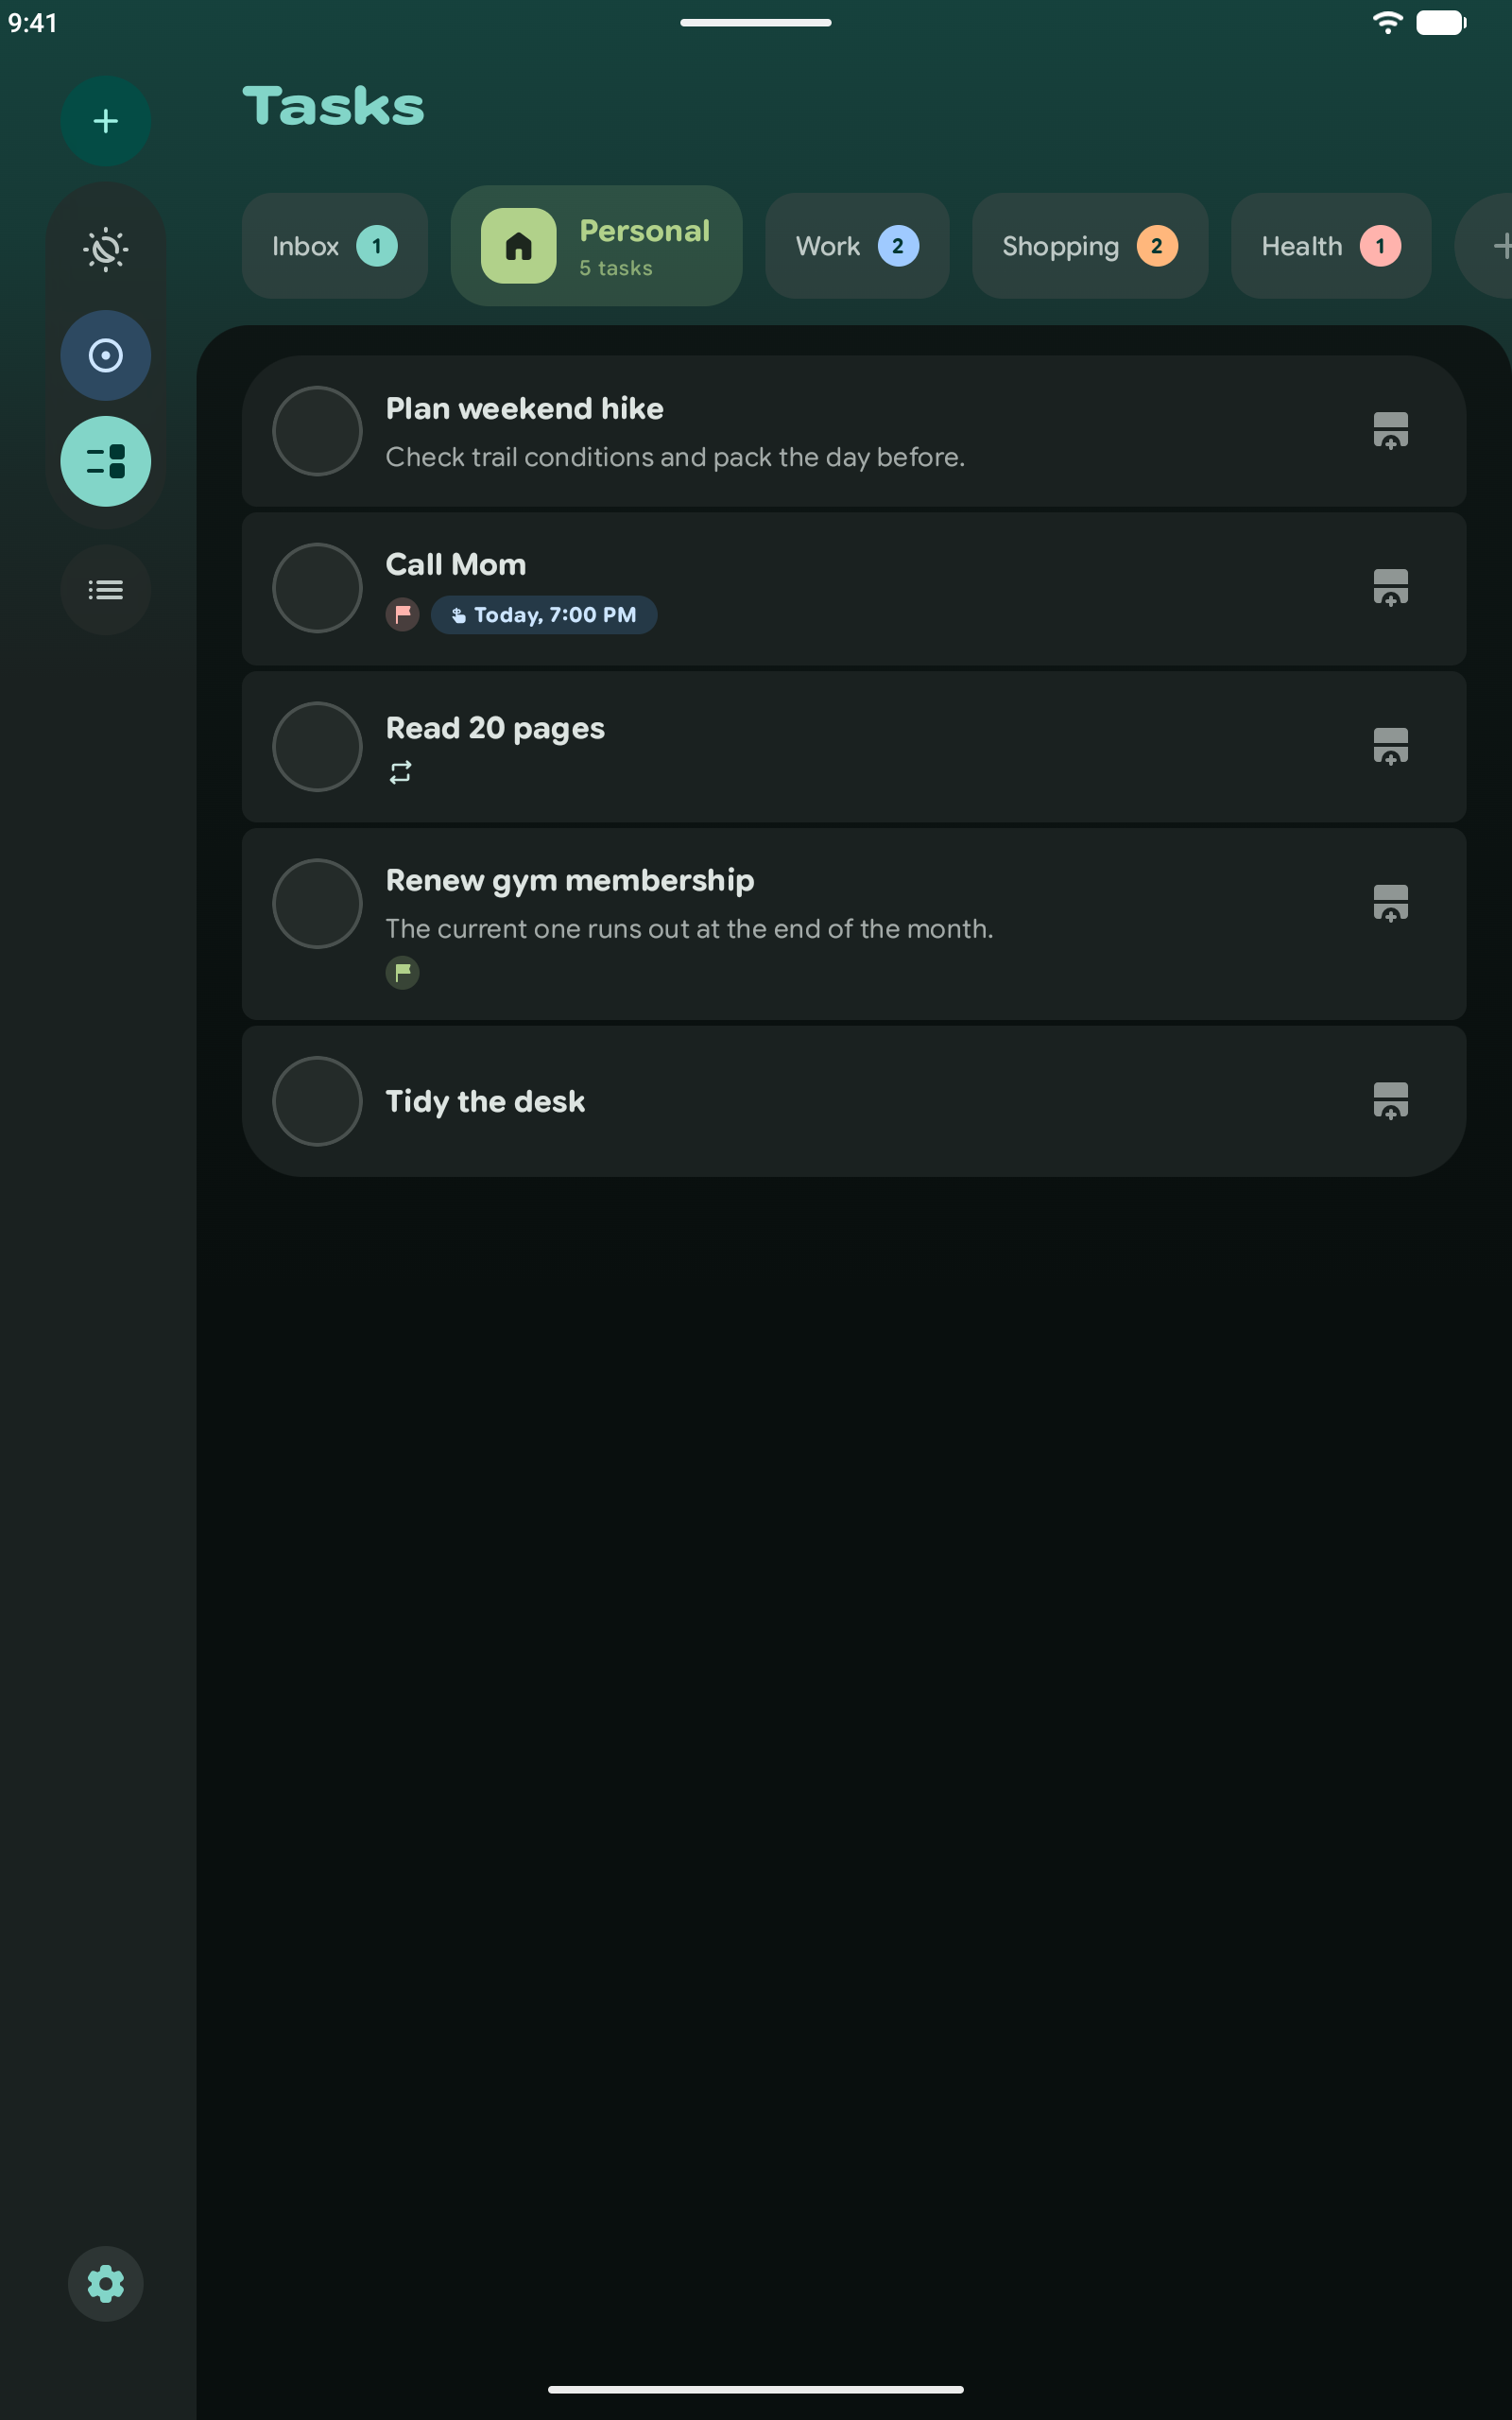 9:41
Tasks
Inbox 1
Personal
5 tasks
Work 2
Shopping 2
Health 1
Plan weekend hike
Check trail conditions and pack the day before.
Call Mom
Today, 7:00 PM
Read 20 pages
Renew gym membership
The current one runs out at the end of the month.
Tidy the desk